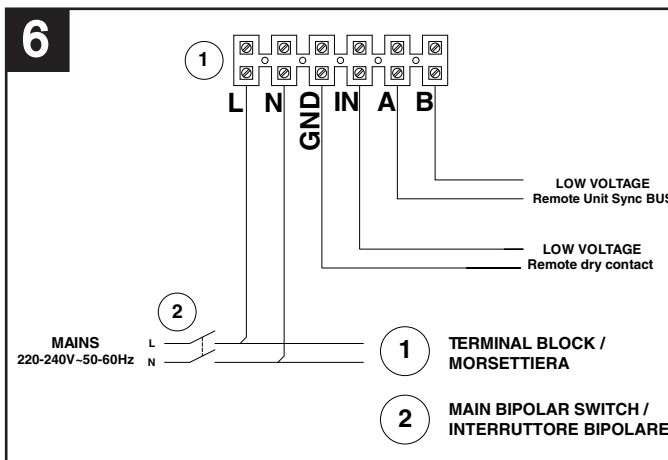 6
1
L N GND IN A B
LOW VOLTAGE
Remote Unit Sync BUS
LOW VOLTAGE
Remote dry contact
2
MAINS
220-240V~50-60Hz
L
N
1
TERMINAL BLOCK /
MORSETTIERA
2
MAIN BIPOLAR SWITCH /
INTERRUTTORE BIPOLARE